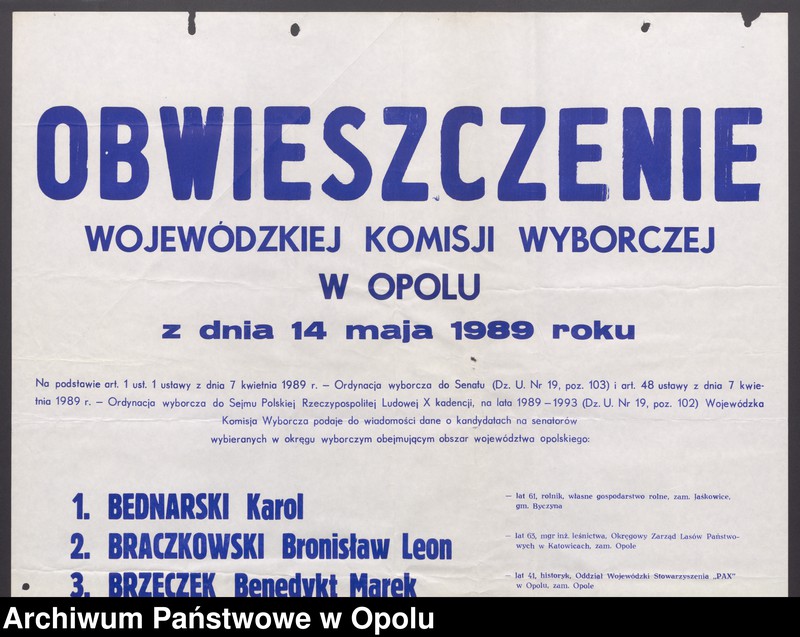 OBWIESZCZENIE
WOJEWÓDZKIEJ KOMISJI WYBORCZEJ
W OPOLU
z dnia 14 maja 1989 roku
Na podstawie art. 1 ust. 1 ustawy z dnia 7 kwietnia 1989 r. – Ordynacja wyborcza do Senatu (Dz. U. Nr 19, poz. 103) i art. 48 ustawy z dnia 7 kwie-
tnia 1989 r. – Ordynacja wyborcza do Sejmu Polskiej Rzeczypospolitej Ludowej X kadencji, na lata 1989–1993 (Dz. U. Nr 19, poz. 102) Wojewódzka
Komisja Wyborcza podaje do wiadomości dane o kandydatach na senatorów
wybieranych w okręgu wyborczym obejmującym obszar województwa opolskiego:
1. BEDNARSKI Karol
– lat 61, rolnik, własne gospodarstwo rolne, zam. Jaśkowice,
gm. Byczyna
2. BRACZKOWSKI Bronisław Leon
– lat 63, mgr inż. leśnictwa, Okręgowy Zarząd Lasów Państwo-
wych w Katowicach, zam. Opole
3. BRZĘCZEK Benedykt Marek
– lat 41, historyk, Oddział Wojewódzki Stowarzyszenia „PAX"
w Opolu, zam. Opole
Archiwum Państwowe w Opolu